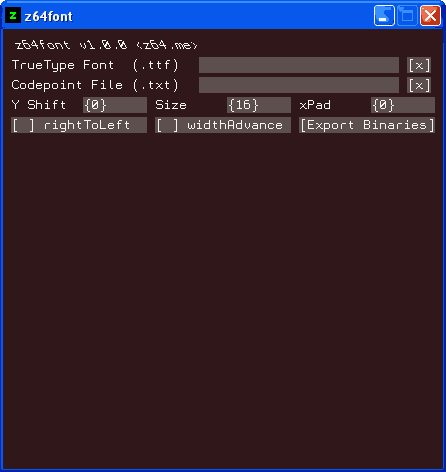 z64font
z64font v1.0.0 <z64.me>
TrueType Font (.ttf) [x]
Codepoint File (.txt) [x]
Y Shift {0} Size {16} xPad {0}
[ ] rightToLeft [ ] widthAdvance [Export Binaries]